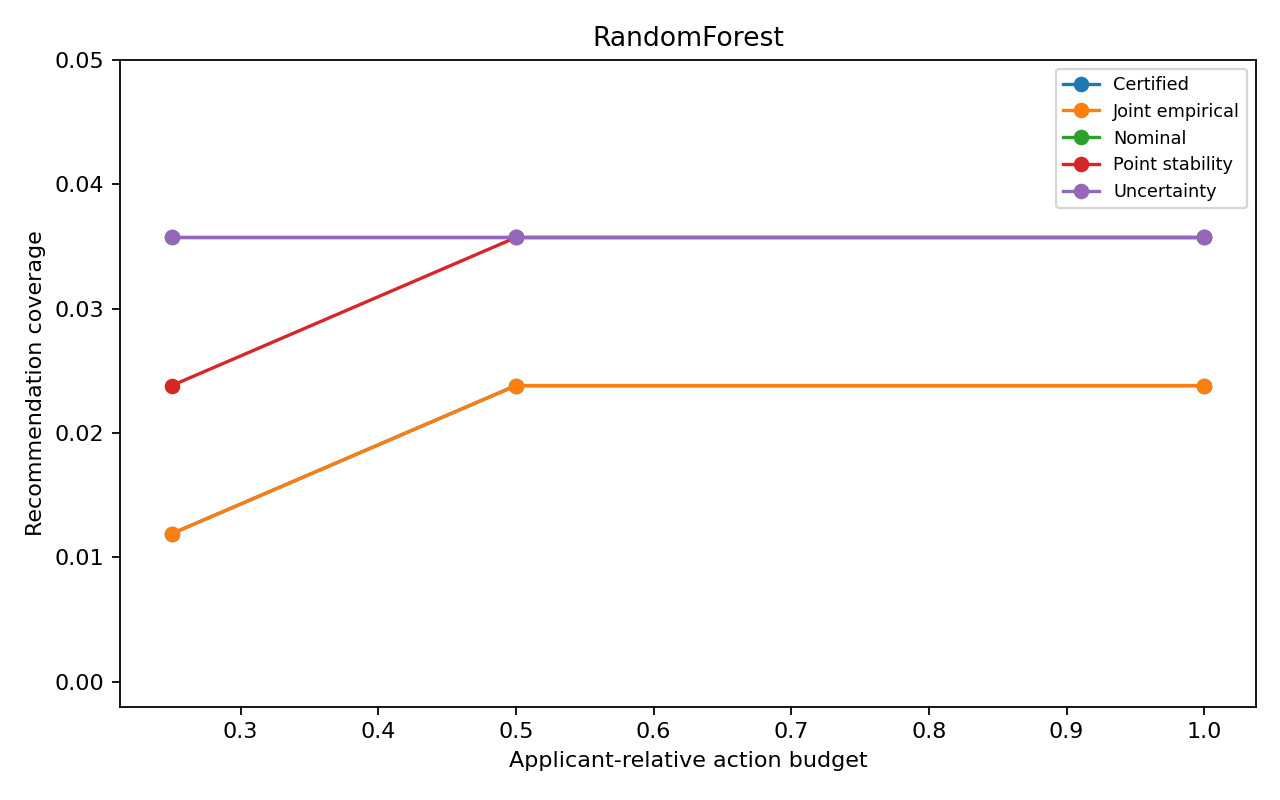 RandomForest
Certified
Joint empirical
Nominal
Point stability
Uncertainty
Recommendation coverage
0.05
0.04
0.03
0.02
0.01
0.00
0.3 0.4 0.5 0.6 0.7 0.8 0.9 1.0
Applicant-relative action budget